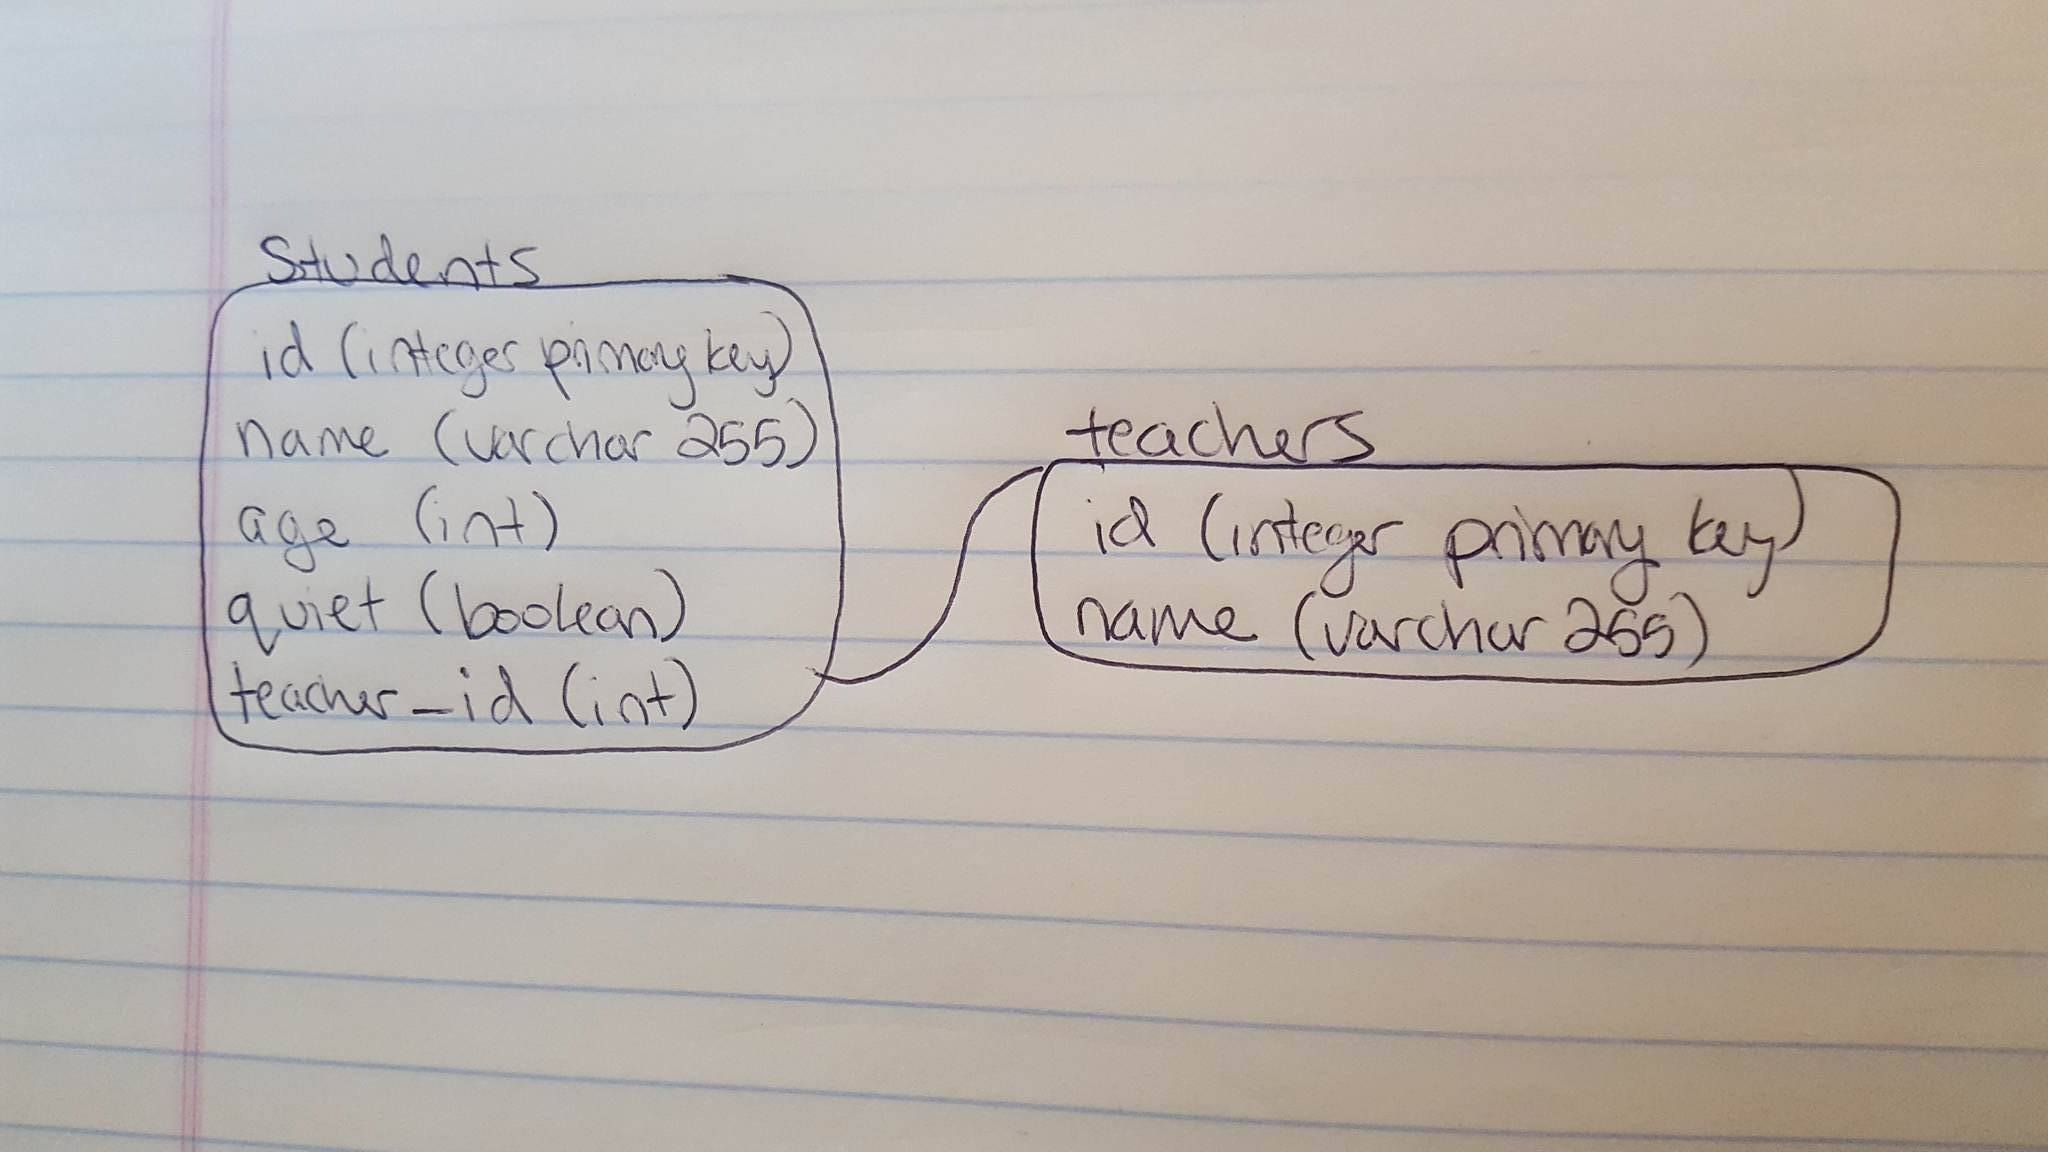 Students
id (integer primary key)
name (varchar 255)
age (int)
quiet (boolean)
teacher_id (int)
teachers
id (integer primary key)
name (varchar 255)